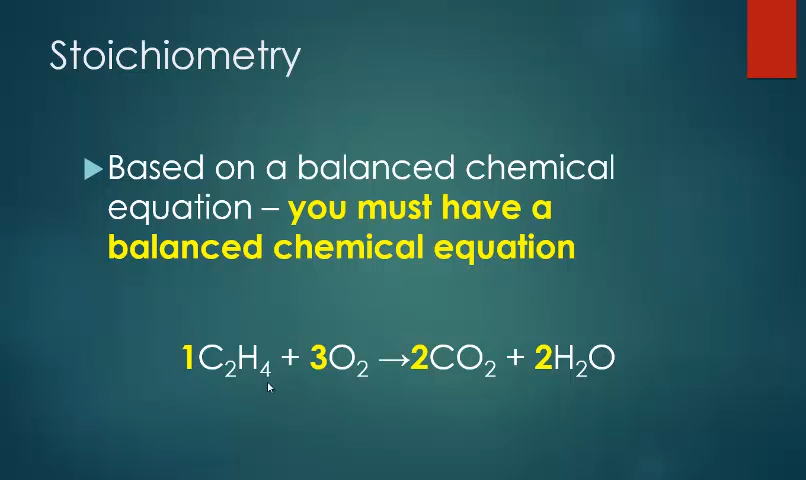 Stoichiometry
Based on a balanced chemical
equation – you must have a
balanced chemical equation
1C₂H₄ + 3O₂ →2CO₂ + 2H₂O